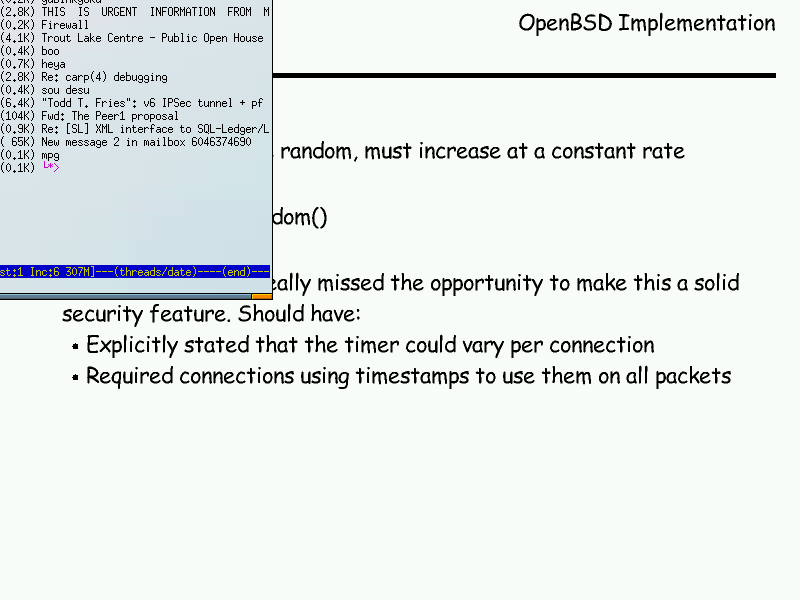 (0.2K)
(2.8K) THIS IS URGENT INFORMATION FROM M
(0.2K) Firewall
(4.1K) Trout Lake Centre - Public Open House
(0.4K) boo
(0.7K) heya
(2.8K) Re: carp(4) debugging
(0.4K) sou desu
(6.4K) "Todd T. Fries": v6 IPSec tunnel + pf
(104K) Fwd: The Peer1 proposal
(0.9K) Re: [SL] XML interface to SQL-Ledger/L
( 65K) New message 2 in mailbox 6046374690
(0.1K) mpg
(0.1K) └*>
st:1 Inc:6 307M]---(threads/date)----(end)---
OpenBSD Implementation
random, must increase at a constant rate
dom()
eally missed the opportunity to make this a solid
security feature. Should have:
• Explicitly stated that the timer could vary per connection
• Required connections using timestamps to use them on all packets